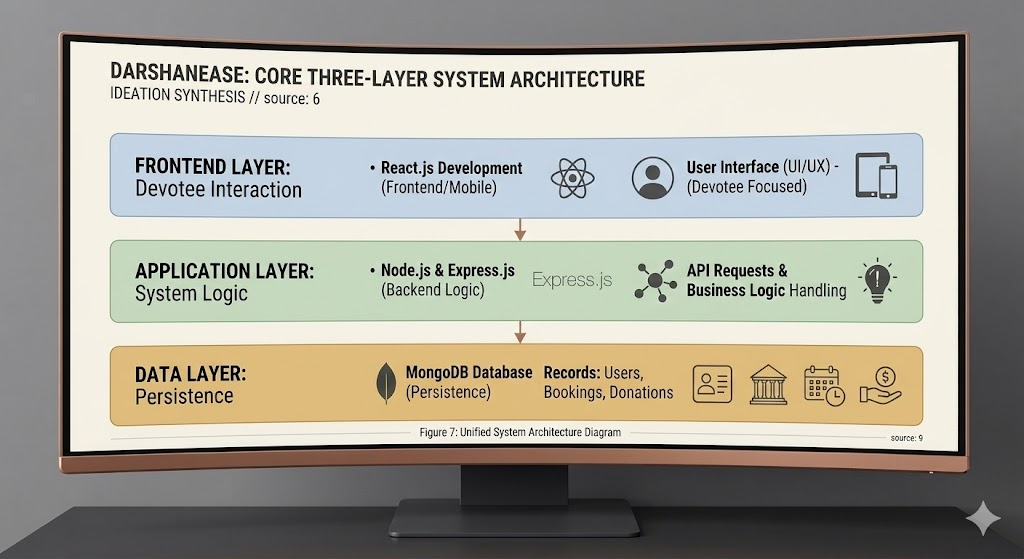 DARSHANEASE: CORE THREE-LAYER SYSTEM ARCHITECTURE
IDEATION SYNTHESIS // source: 6
FRONTEND LAYER:
Devotee Interaction
• React.js Development
(Frontend/Mobile)
User Interface (UI/UX) -
(Devotee Focused)
APPLICATION LAYER:
System Logic
• Node.js & Express.js
(Backend Logic)
Express.js
API Requests &
Business Logic Handling
DATA LAYER:
Persistence
MongoDB Database
(Persistence)
Records: Users,
Bookings, Donations
$
Figure 7: Unified System Architecture Diagram
source: 9